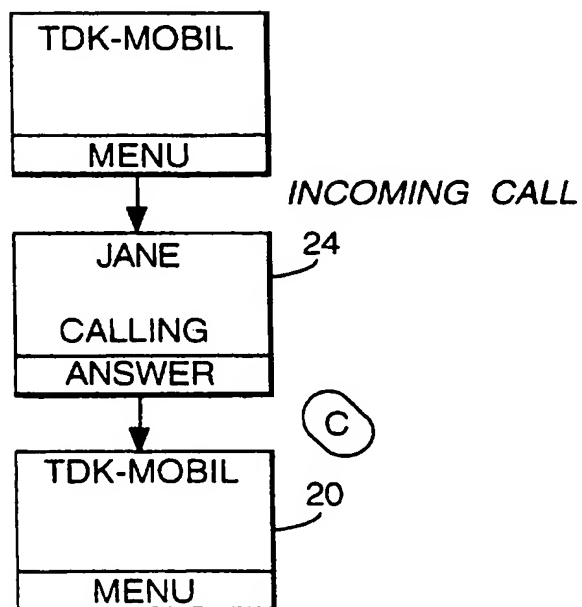 TDK-MOBIL
MENU
INCOMING CALL
JANE
24
CALLING
ANSWER
C
TDK-MOBIL
20
MENU